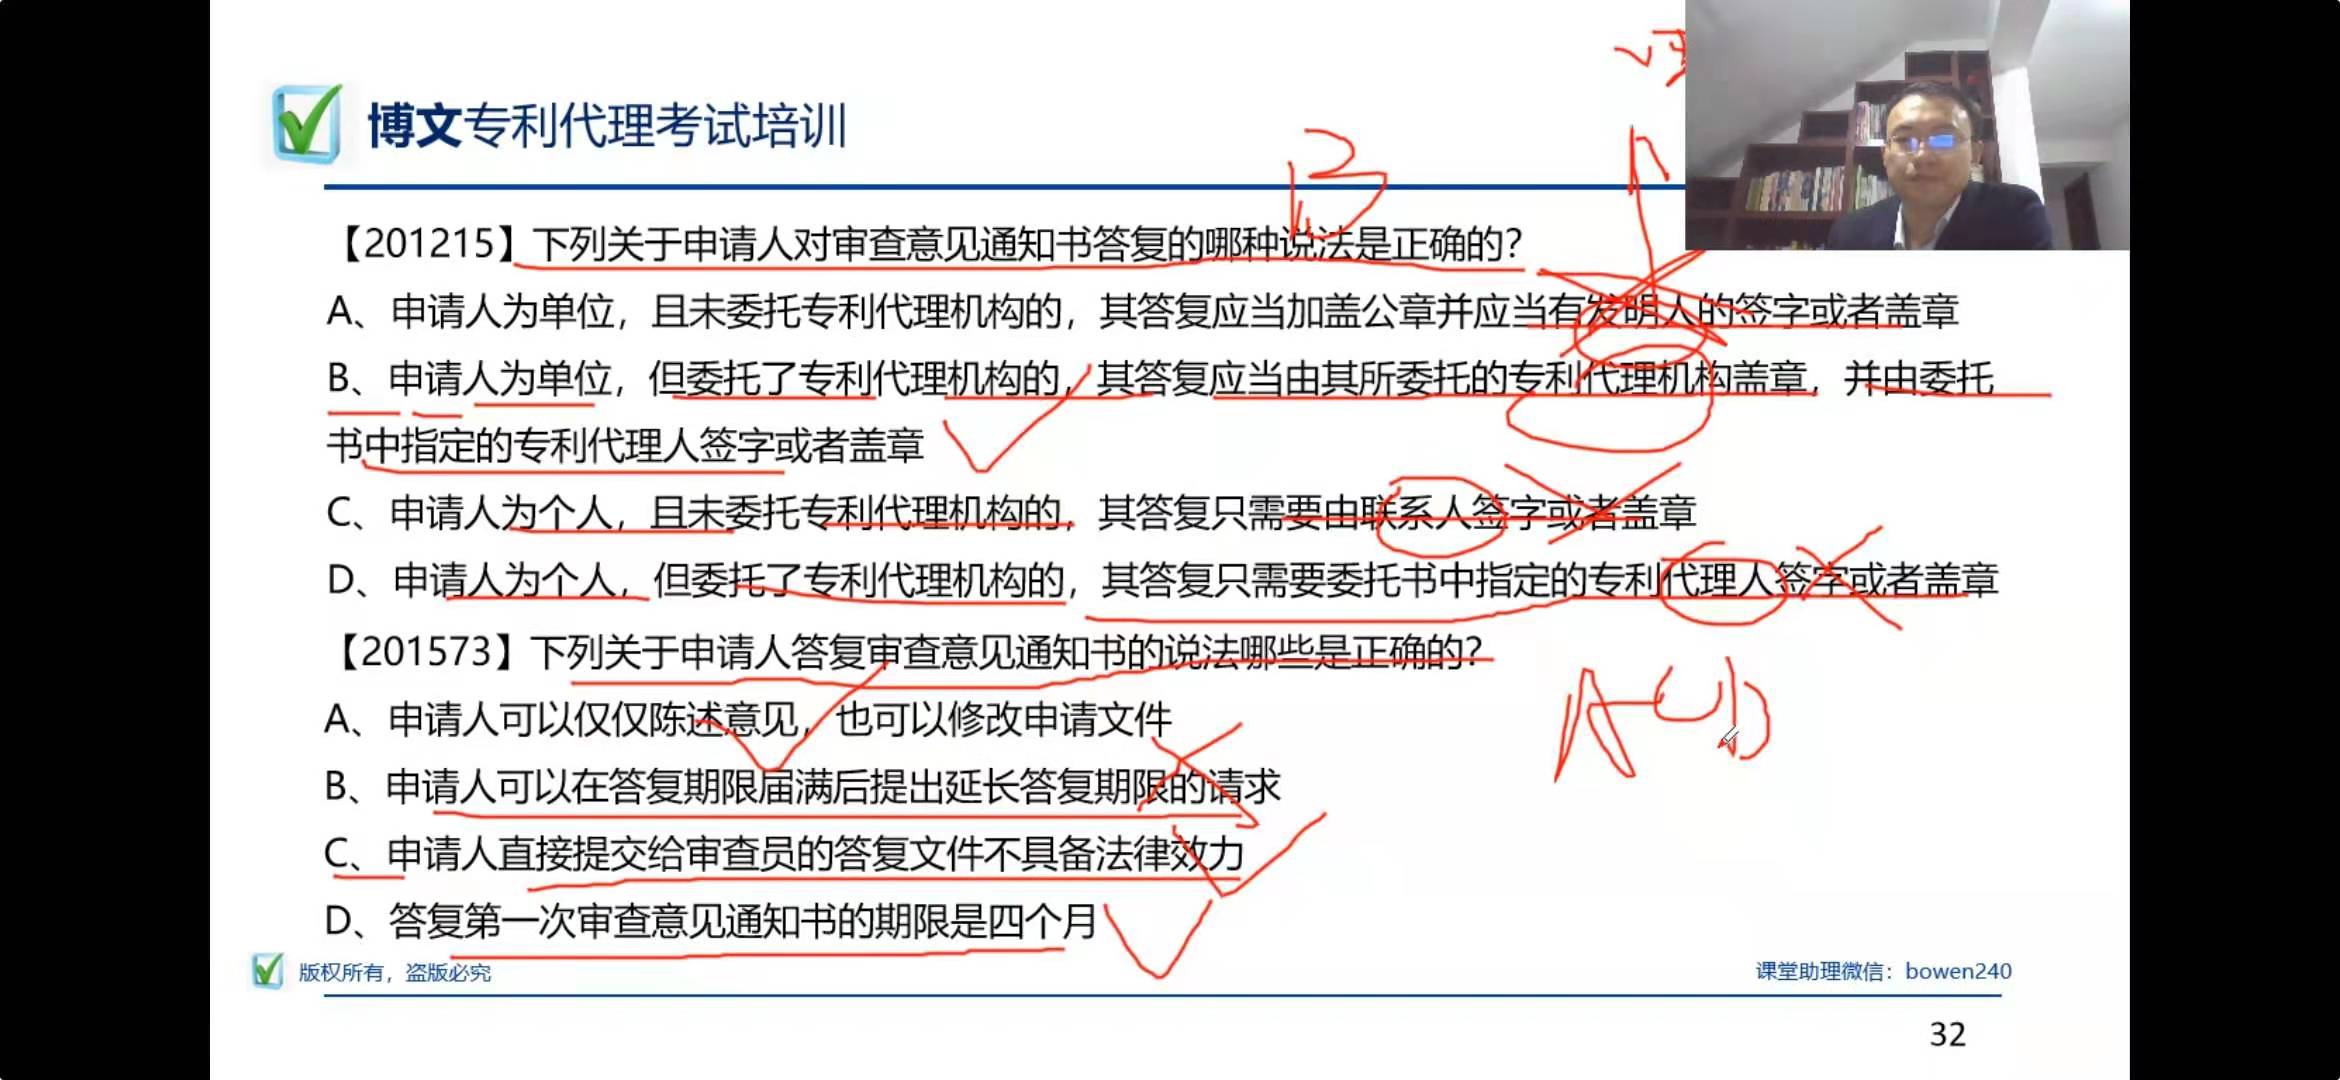 博文专利代理考试培训
B
【201215】下列关于申请人对审查意见通知书答复的哪种说法是正确的？
A、申请人为单位，且未委托专利代理机构的，其答复应当加盖公章并应当有发明人的签字或者盖章
B、申请人为单位，但委托了专利代理机构的，其答复应当由其所委托的专利代理机构盖章，并由委托
书中指定的专利代理人签字或者盖章
C、申请人为个人，且未委托专利代理机构的，其答复只需要由联系人签字或者盖章
D、申请人为个人，但委托了专利代理机构的，其答复只需要委托书中指定的专利代理人签字或者盖章
【201573】下列关于申请人答复审查意见通知书的说法哪些是正确的？
ACD
A、申请人可以仅仅陈述意见，也可以修改申请文件
B、申请人可以在答复期限届满后提出延长答复期限的请求
C、申请人直接提交给审查员的答复文件不具备法律效力
D、答复第一次审查意见通知书的期限是四个月
版权所有，盗版必究
课堂助理微信：bowen240
32